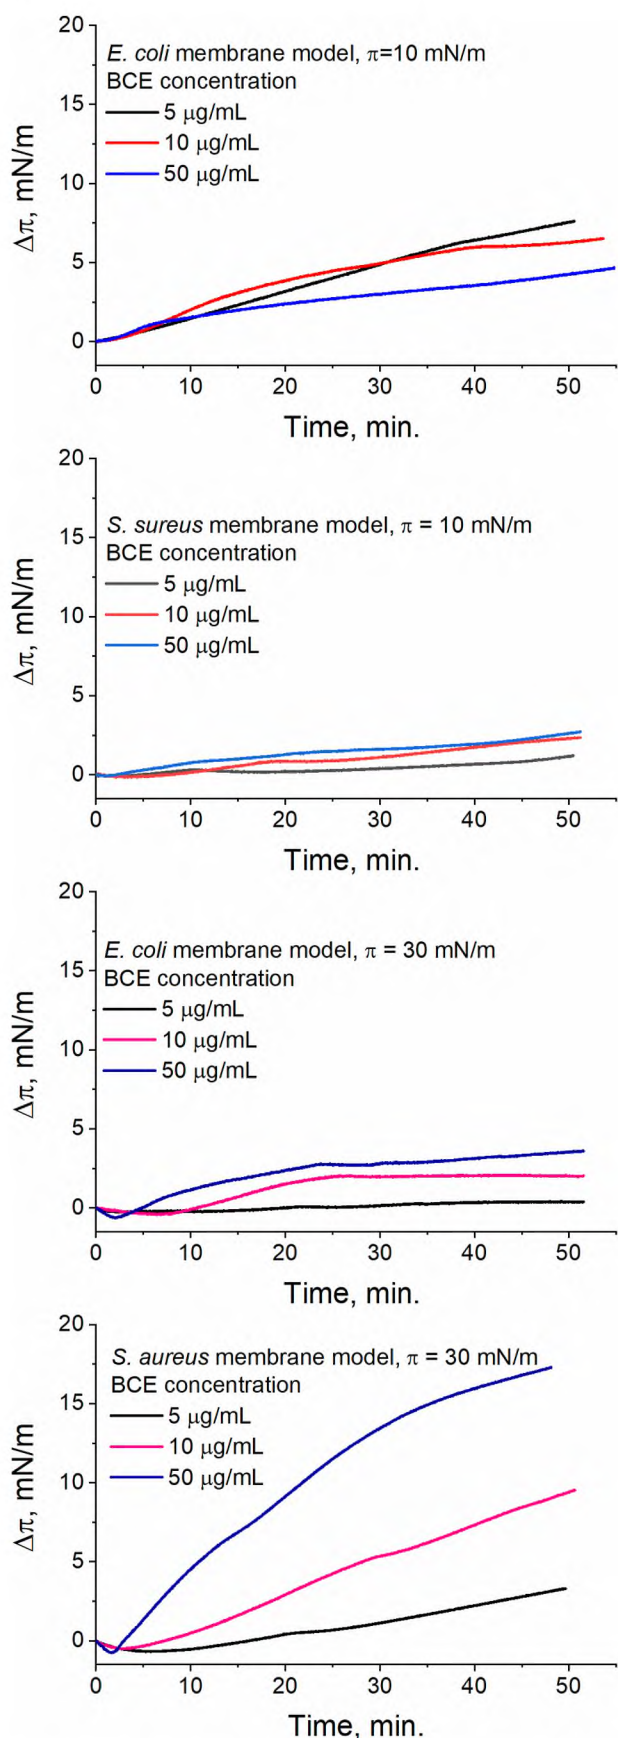 20
E. coli membrane model, π=10 mN/m
BCE concentration
15
5 μg/mL
10 μg/mL
10
50 μg/mL
Δπ, mN/m
5
0
0 10 20 30 40 50
Time, min.
20
S. sureus membrane model, π = 10 mN/m
15
BCE concentration
5 μg/mL
10
10 μg/mL
50 μg/mL
Δπ, mN/m
5
0
0 10 20 30 40 50
Time, min.
20
E. coli membrane model, π = 30 mN/m
15
BCE concentration
5 μg/mL
10
10 μg/mL
50 μg/mL
Δπ, mN/m
5
0
0 10 20 30 40 50
Time, min.
20
S. aureus membrane model, π = 30 mN/m
BCE concentration
15
5 μg/mL
10 μg/mL
10
50 μg/mL
Δπ, mN/m
5
0
0 10 20 30 40 50
Time, min.